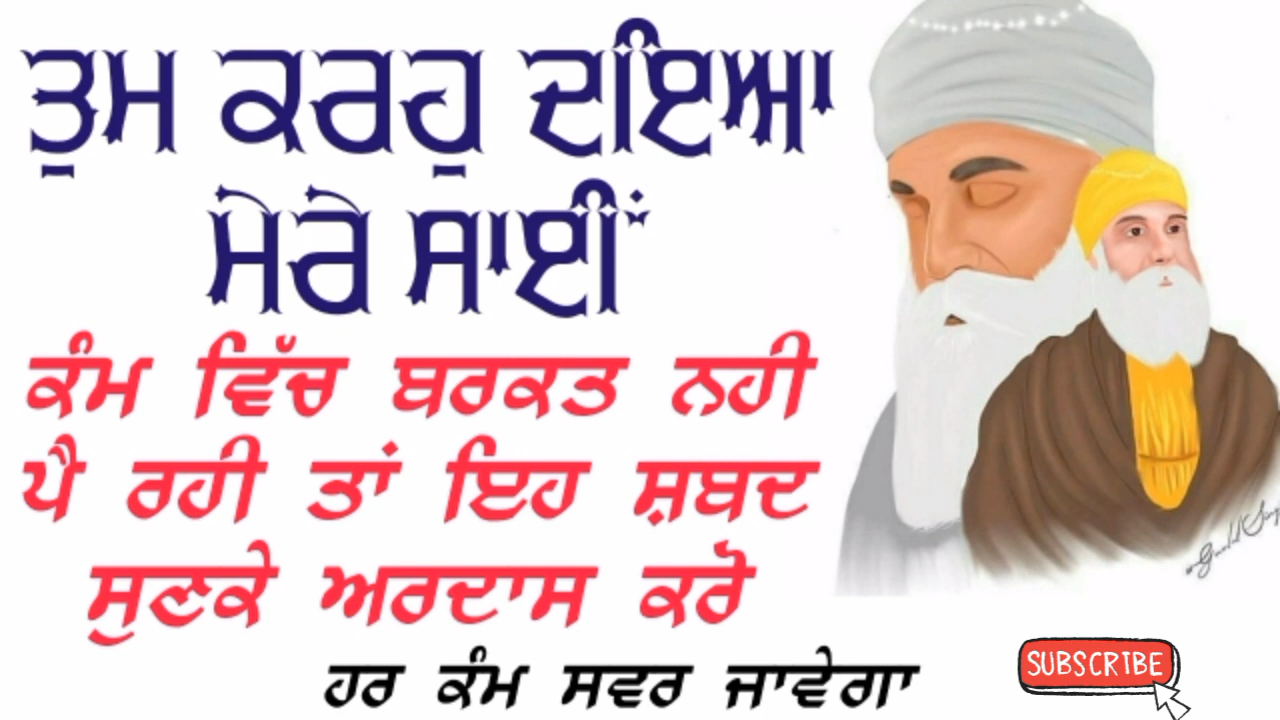 ਤੁਮ ਕਰਹੁ ਦਇਆ
ਮੇਰੇ ਸਾਈਂ
ਕੰਮ ਵਿੱਚ ਬਰਕਤ ਨਹੀ
ਪੈ ਰਹੀ ਤਾਂ ਇਹ ਸ਼ਬਦ
ਸੁਣਕੇ ਅਰਦਾਸ ਕਰੋ
ਹਰ ਕੰਮ ਸਵਰ ਜਾਵੇਗਾ
SUBSCRIBE